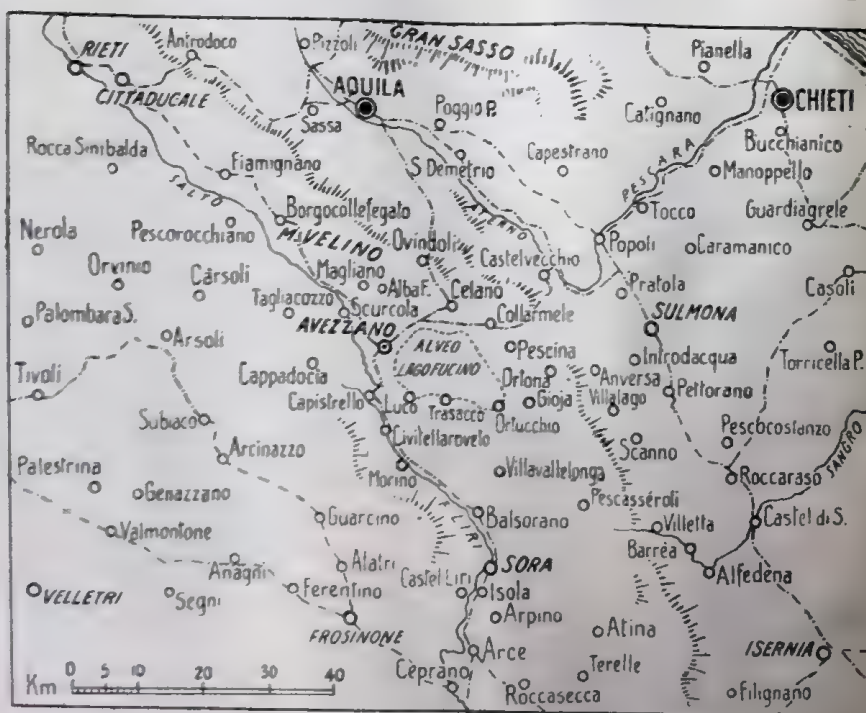 Pizzoli
GRAN SASSO
Antrodoco
RIETI
CITTADUCALE
AQUILA
Sassa
Poggio P.
Pianella
CHIETI
Catignano
Bucchianico
Rocca Sinibalda
Fiamignano
S. Demetrio
Capestrano
PESCARA
Manoppello
SALTO
ATERNO
Tocco
Guardiagrele
Nerola
Pescorocchiano
Borgocollefegato
M. VELINO
Ovindoli
Castelvecchio
Popoli
Caramanico
Orvinio
Càrsoli
Magliano
Alba F.
Celano
Pratola
Casoli
Palombara S.
Tagliacozzo
Scurcola
Collarmele
SULMONA
AVEZZANO
Arsoli
ALVEO
LAGO FUCINO
Pescina
Introdacqua
Torricella P.
Tivoli
Cappadocia
Ortona
Anversa
Pettorano
Capistrello
Luco
Trasacco
Ortucchio
Gioja
Villalago
Subiaco
Civitellaroveto
Scanno
Pescocostanzo
Arcinazzo
Morino
Villavallelonga
Roccaraso
SANGRO
Palestrina
Genazzano
Pescassèroli
Guarcino
LIRI
Balsorano
Villetta
Castel di S.
Valmontone
Barrèa
Anagni
Alatri
SORA
Alfedena
VELLETRI
Segni
Ferentino
Castel Liri
Isola
Arpino
FROSINONE
Atina
Arce
ISERNIA
Ceprano
Terelle
Roccasecca
Filignano
Km 0 5 10 20 30 40